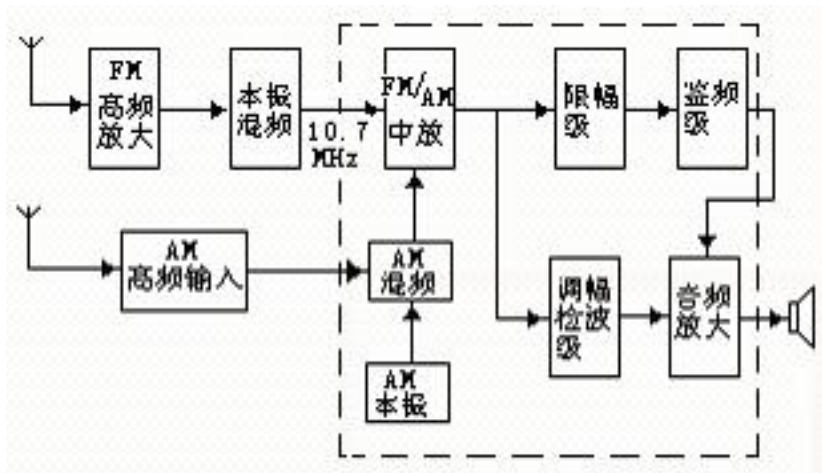 FM
高频
放大
本振
混频
10.7
MHz
FM/AM
中放
限幅
级
鉴频
级
AM
高频输入
AM
混频
AM
本振
调幅
检波
级
音频
放大